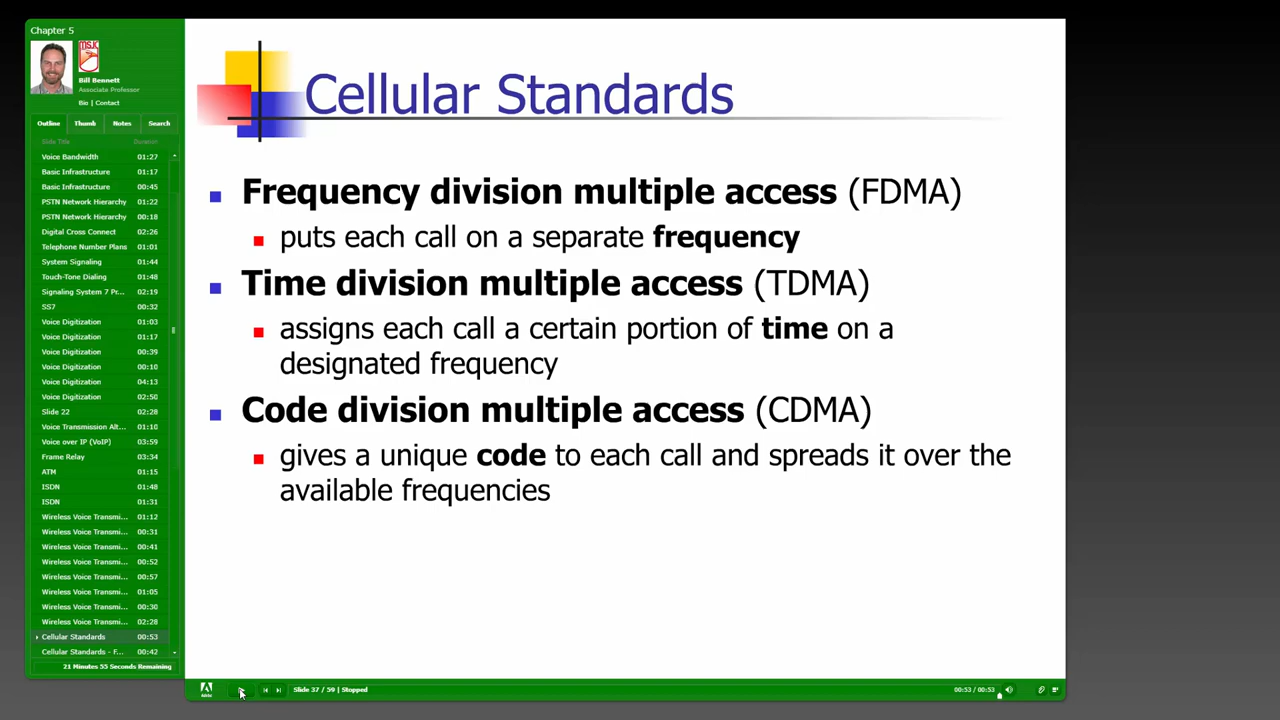 Chapter 5
MSJC
Bill Bennett
Associate Professor
Bio | Contact
Outline Thumb Notes Search
Slide Title Duration
Voice Bandwidth 01:27
Basic Infrastructure 01:17
Basic Infrastructure 00:45
PSTN Network Hierarchy 01:22
PSTN Network Hierarchy 00:18
Digital Cross Connect 02:26
Telephone Number Plans 01:01
System Signaling 01:44
Touch-Tone Dialing 01:48
Signaling System 7 Pr... 02:19
SS7 00:32
Voice Digitization 01:03
Voice Digitization 01:17
Voice Digitization 00:39
Voice Digitization 00:10
Voice Digitization 04:13
Voice Digitization 02:50
Slide 22 02:28
Voice Transmission Alt... 01:10
Voice over IP (VoIP) 03:59
Frame Relay 03:34
ATM 01:15
ISDN 01:48
ISDN 01:31
Wireless Voice Transmi... 01:12
Wireless Voice Transmi... 00:31
Wireless Voice Transmi... 00:41
Wireless Voice Transmi... 00:52
Wireless Voice Transmi... 00:57
Wireless Voice Transmi... 01:05
Wireless Voice Transmi... 00:30
Wireless Voice Transmi... 02:28
Cellular Standards 00:53
Cellular Standards - F... 00:42
21 Minutes 55 Seconds Remaining
Cellular Standards
Frequency division multiple access (FDMA)
puts each call on a separate frequency
Time division multiple access (TDMA)
assigns each call a certain portion of time on a
designated frequency
Code division multiple access (CDMA)
gives a unique code to each call and spreads it over the
available frequencies
Slide 37 / 59 | Stopped
00:53 / 00:53